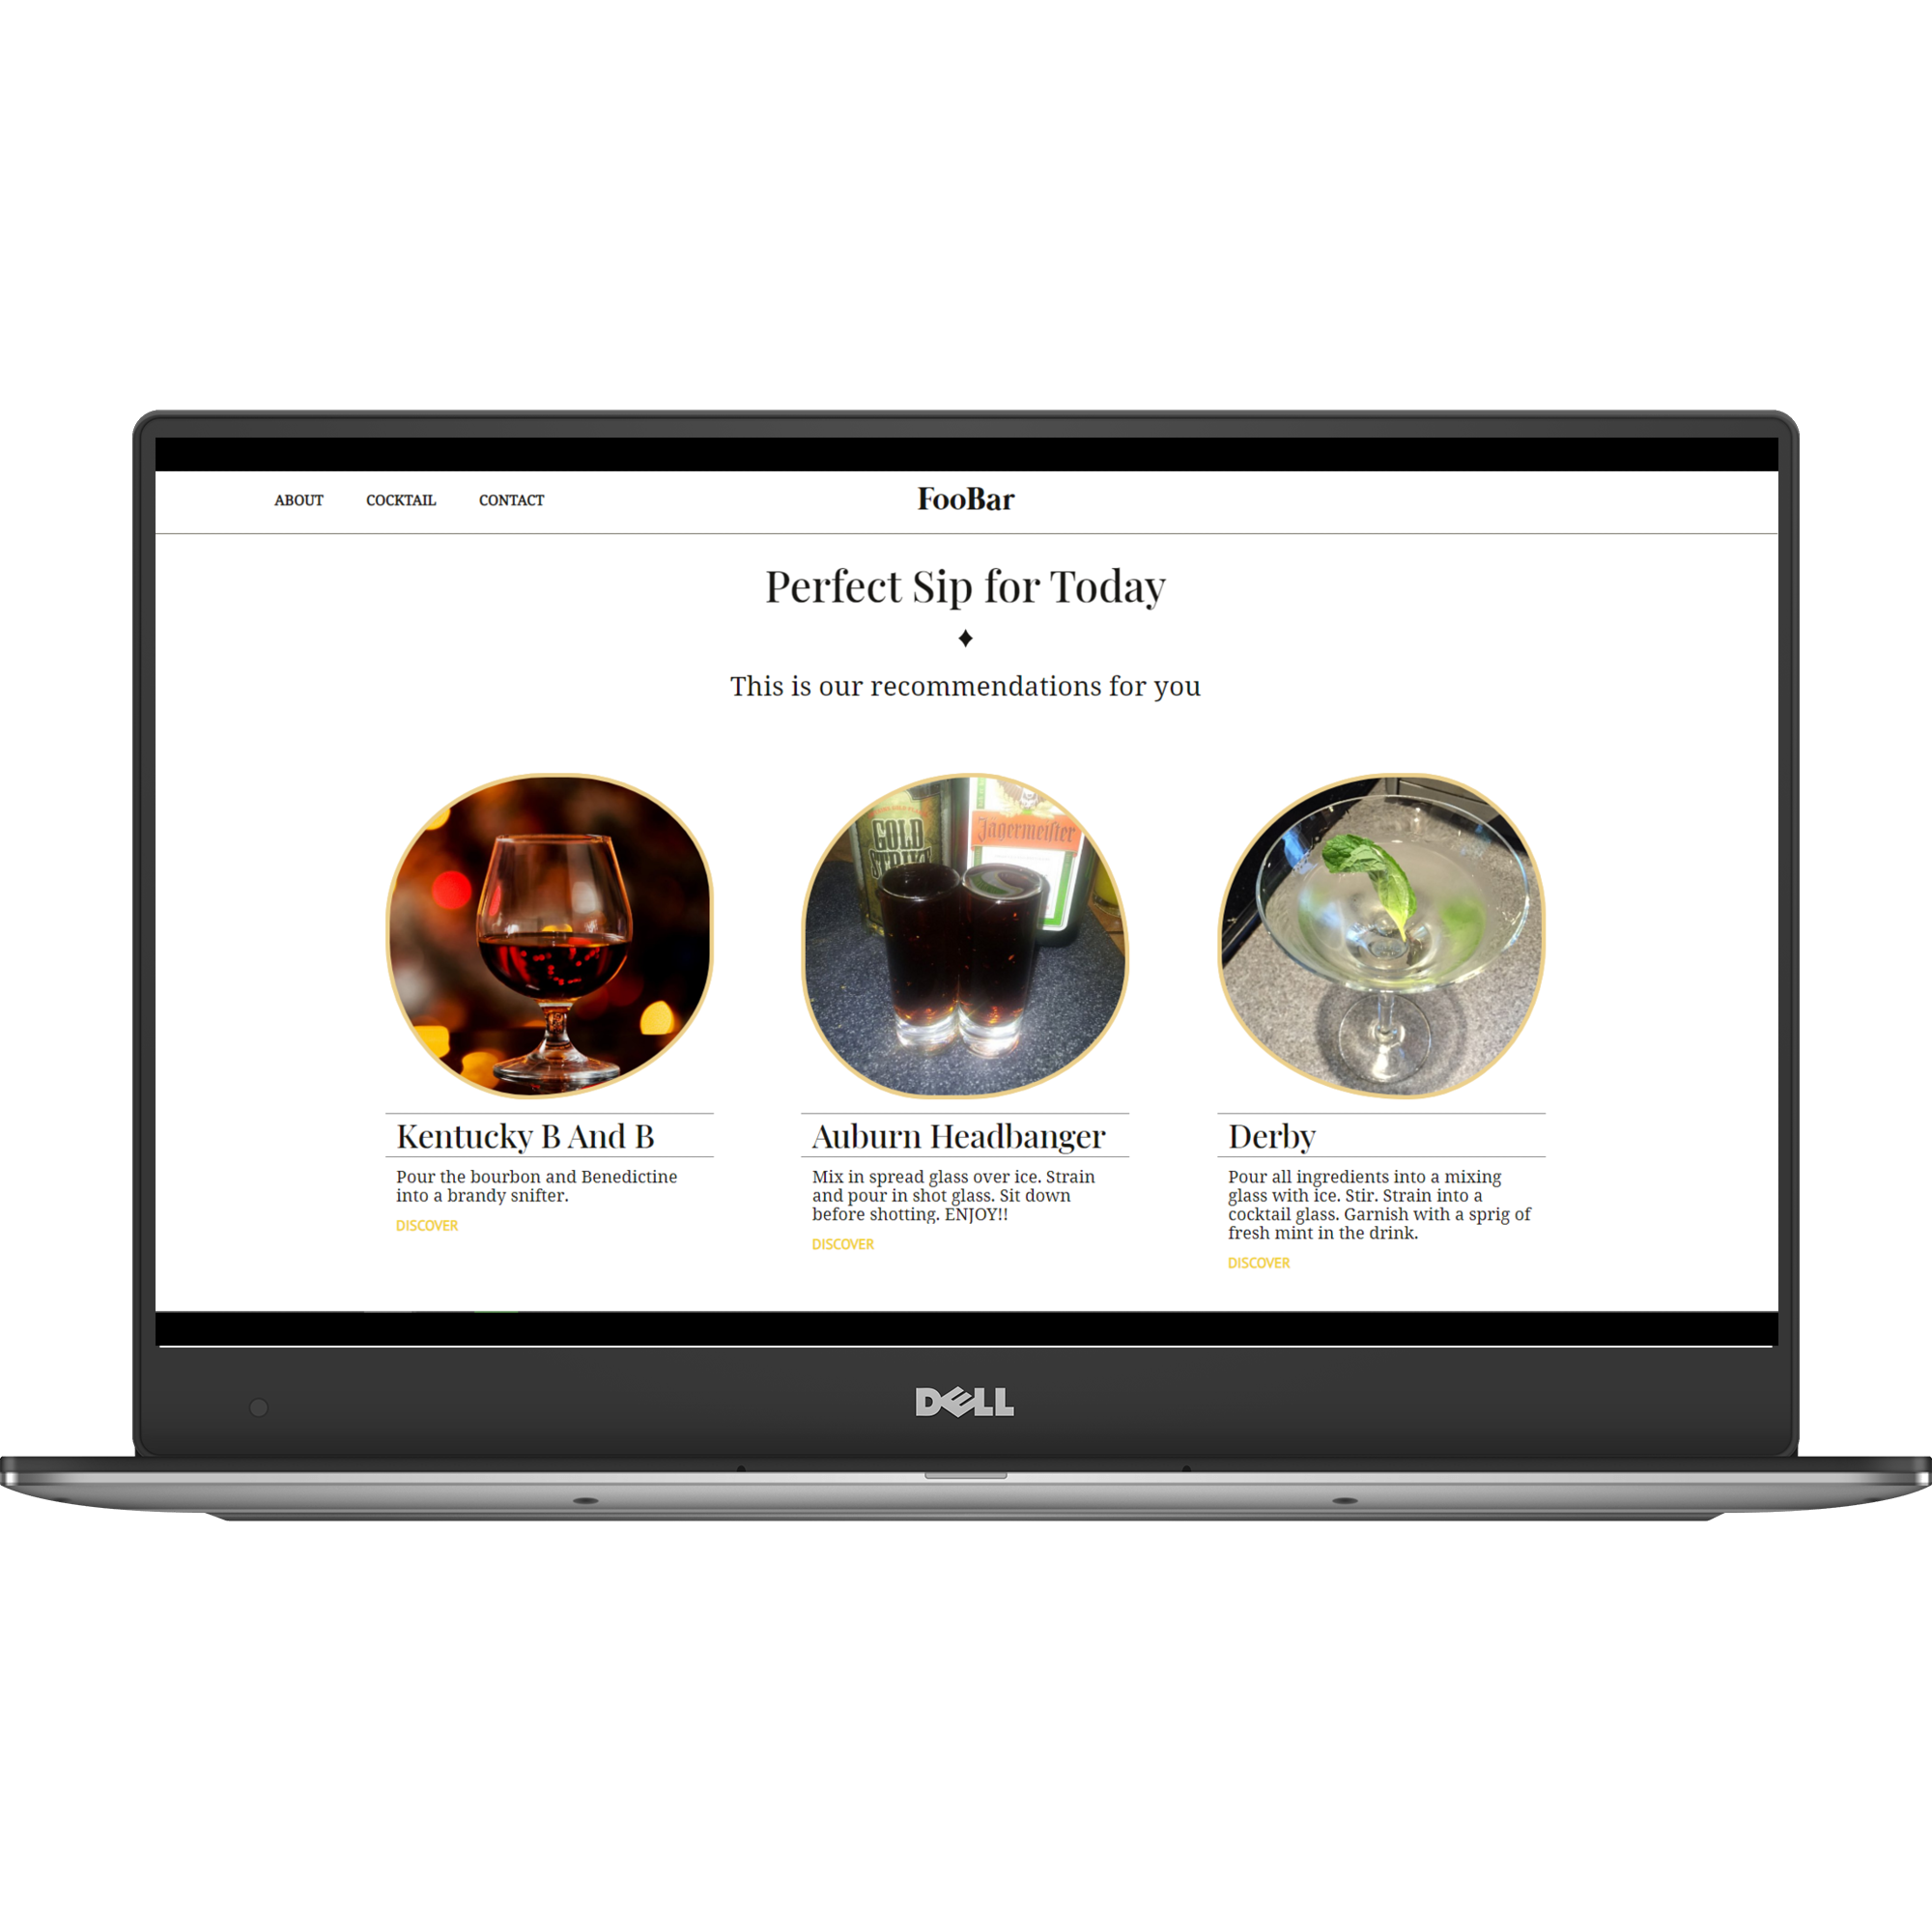 ABOUT COCKTAIL CONTACT FooBar
Perfect Sip for Today
This is our recommendations for you
GOLD
STRIKE
Jägermeister
Kentucky B And B
Pour the bourbon and Benedictine
into a brandy snifter.
DISCOVER
Auburn Headbanger
Mix in spread glass over ice. Strain
and pour in shot glass. Sit down
before shotting. ENJOY!!
DISCOVER
Derby
Pour all ingredients into a mixing
glass with ice. Stir. Strain into a
cocktail glass. Garnish with a sprig of
fresh mint in the drink.
DISCOVER
DELL